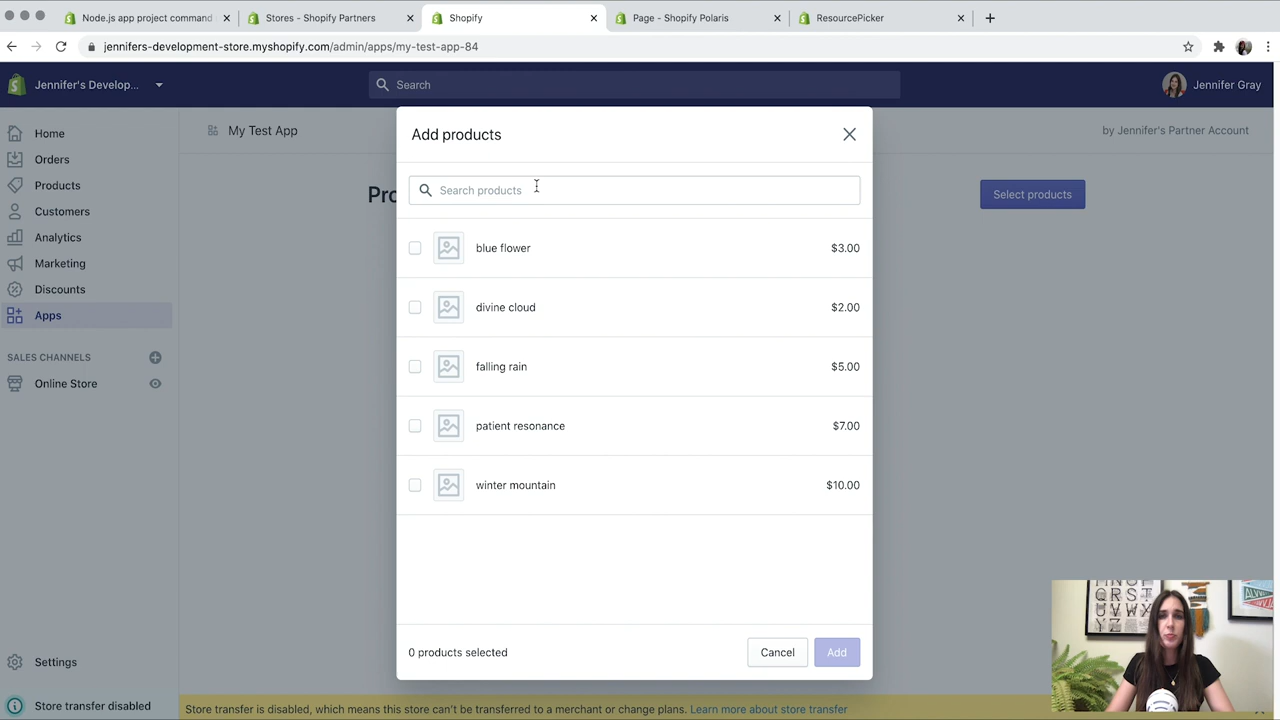 Node.js app project command
Stores - Shopify Partners
Shopify
Page - Shopify Polaris
ResourcePicker
jennifers-development-store.myshopify.com/admin/apps/my-test-app-84
Jennifer's Develop...
Search
Jennifer Gray
Home
Orders
Products
Customers
Analytics
Marketing
Discounts
Apps
SALES CHANNELS
Online Store
Settings
Store transfer disabled
My Test App
by Jennifer's Partner Account
Pro
Select products
Add products
Search products
blue flower $3.00
divine cloud $2.00
falling rain $5.00
patient resonance $7.00
winter mountain $10.00
0 products selected
Cancel
Add
Store transfer is disabled, which means this store can't be transferred to a merchant or change plans. Learn more about store transfer